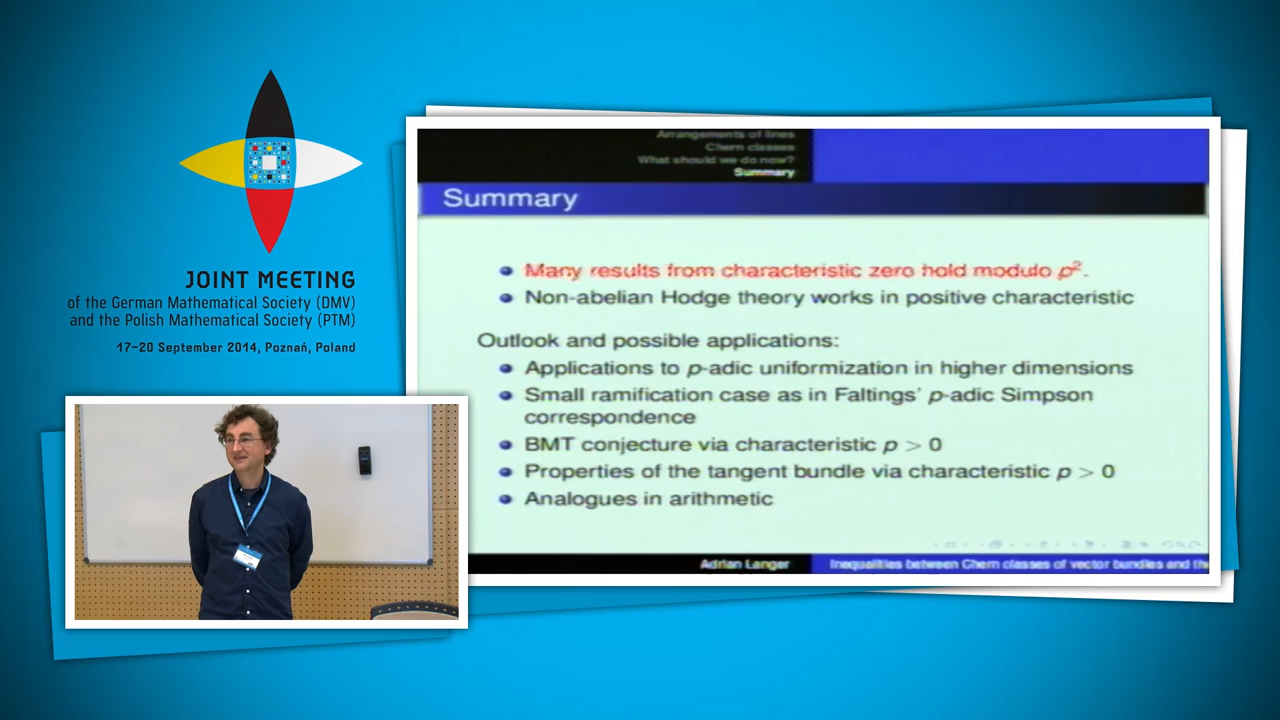 JOINT MEETING
of the German Mathematical Society (DMV)
and the Polish Mathematical Society (PTM)
17–20 September 2014, Poznań, Poland
Arrangements of lines
Chern classes
What should we do now?
Summary
Summary
Many results from characteristic zero hold modulo p².
Non-abelian Hodge theory works in positive characteristic
Outlook and possible applications:
Applications to p-adic uniformization in higher dimensions
Small ramification case as in Faltings' p-adic Simpson
correspondence
BMT conjecture via characteristic p > 0
Properties of the tangent bundle via characteristic p > 0
Analogues in arithmetic
Adrian Langer
Inequalities between Chern classes of vector bundles and